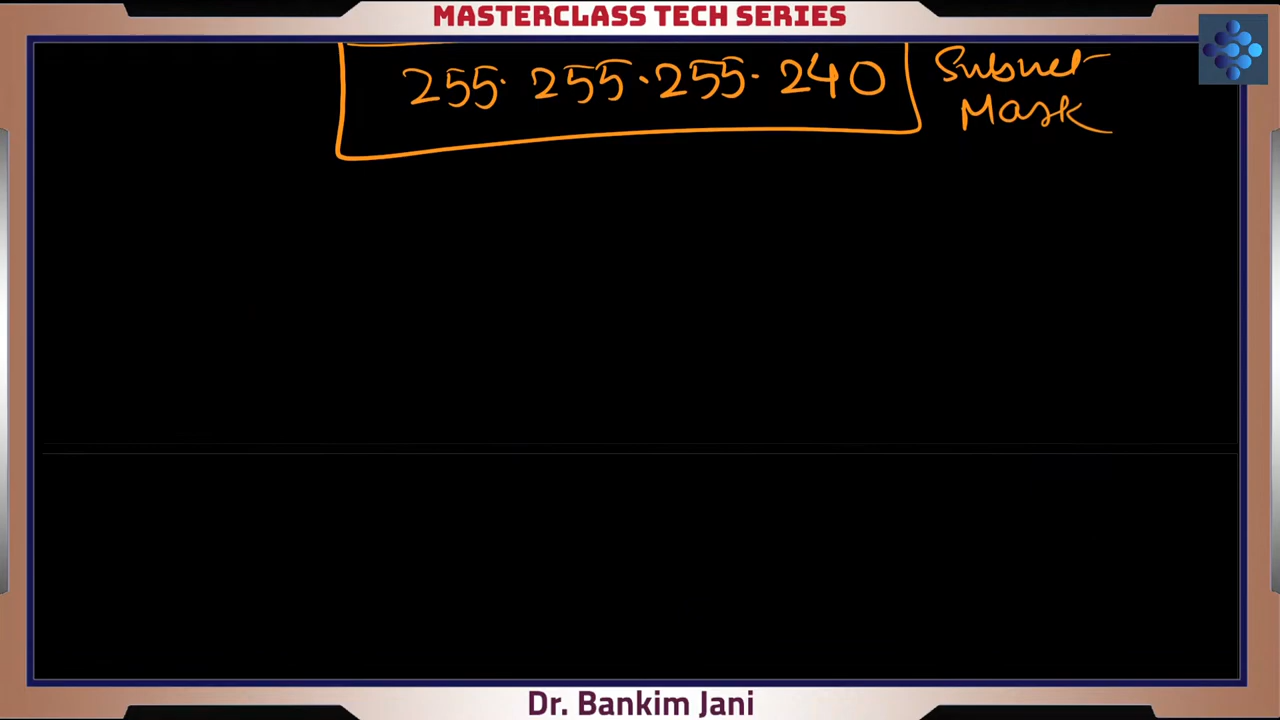 MASTERCLASS TECH SERIES
255. 255.255.240 Subnet
Mask
Dr. Bankim Jani